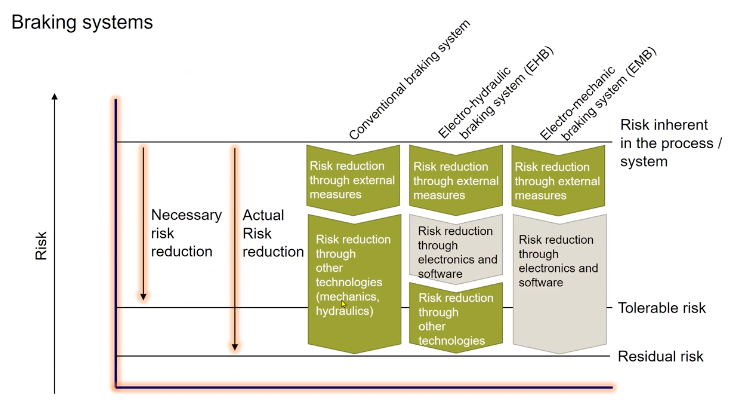 Braking systems
Conventional braking system
Electro-hydraulic
braking system (EHB)
Electro-mechanic
braking system (EMB)
Risk inherent
in the process /
system
Risk
Necessary
risk
reduction
Actual
Risk
reduction
Risk reduction
through external
measures
Risk reduction
through external
measures
Risk reduction
through external
measures
Risk reduction
through
other
technologies
(mechanics,
hydraulics)
Risk reduction
through
electronics and
software
Risk reduction
through
other
technologies
Risk reduction
through
electronics and
software
Tolerable risk
Residual risk